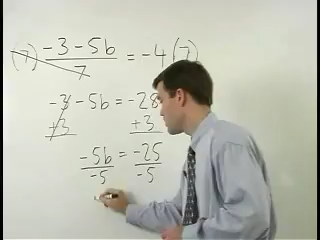 (7) -3-5b/7 = -4(7)
-3-5b = -28
+3 +3
-5b = -25
-5 -5